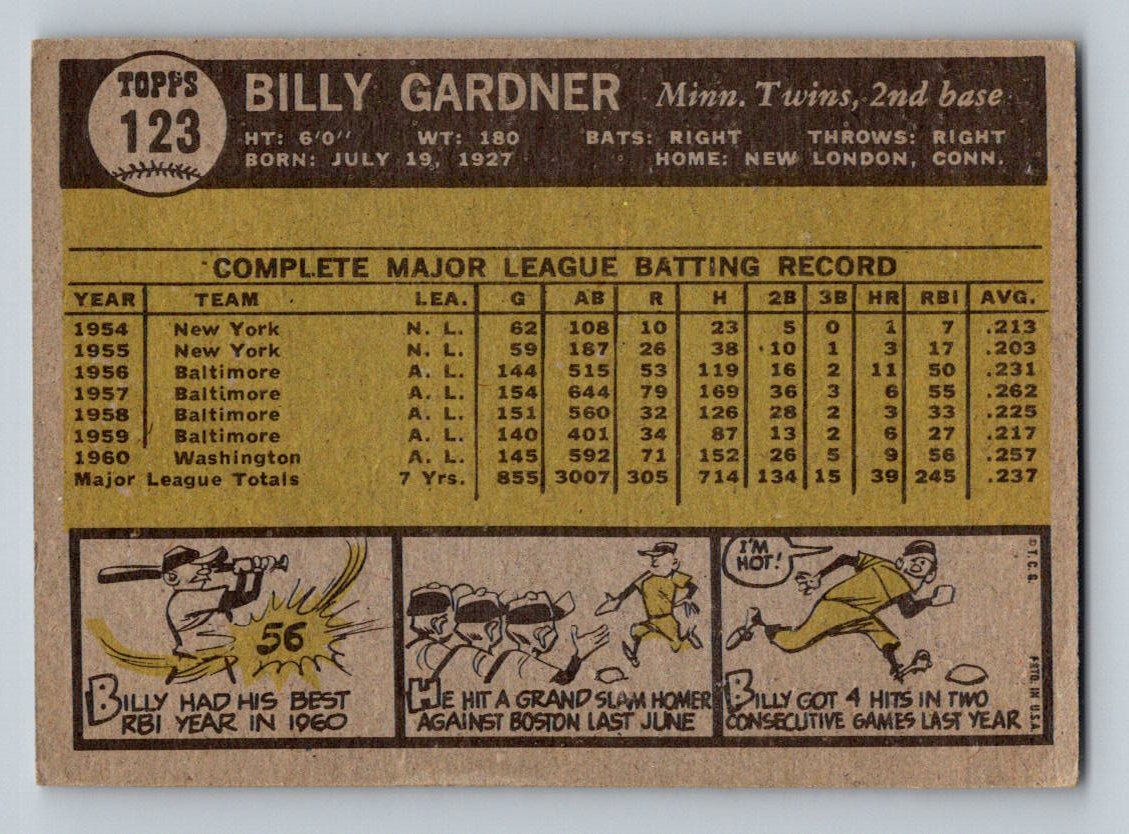 TOPPS
123
BILLY GARDNER Minn. Twins, 2nd base
HT: 6'0" WT: 180 BATS: RIGHT THROWS: RIGHT
BORN: JULY 19, 1927 HOME: NEW LONDON, CONN.
COMPLETE MAJOR LEAGUE BATTING RECORD
YEAR TEAM LEA. G AB R H 2B 3B HR RBI AVG.
1954 New York N. L. 62 108 10 23 5 0 1 7 .213
1955 New York N. L. 59 187 26 38 10 1 3 17 .203
1956 Baltimore A. L. 144 515 53 119 16 2 11 50 .231
1957 Baltimore A. L. 154 644 79 169 36 3 6 55 .262
1958 Baltimore A. L. 151 560 32 126 28 2 3 33 .225
1959 Baltimore A. L. 140 401 34 87 13 2 6 27 .217
1960 Washington A. L. 145 592 71 152 26 5 9 56 .257
Major League Totals 7 Yrs. 855 3007 305 714 134 15 39 245 .237
56
BILLY HAD HIS BEST
RBI YEAR IN 1960
HE HIT A GRAND SLAM HOMER
AGAINST BOSTON LAST JUNE
I'M
HOT!
BILLY GOT 4 HITS IN TWO
CONSECUTIVE GAMES LAST YEAR
©T.C.G.
PRTD. IN U.S.A.